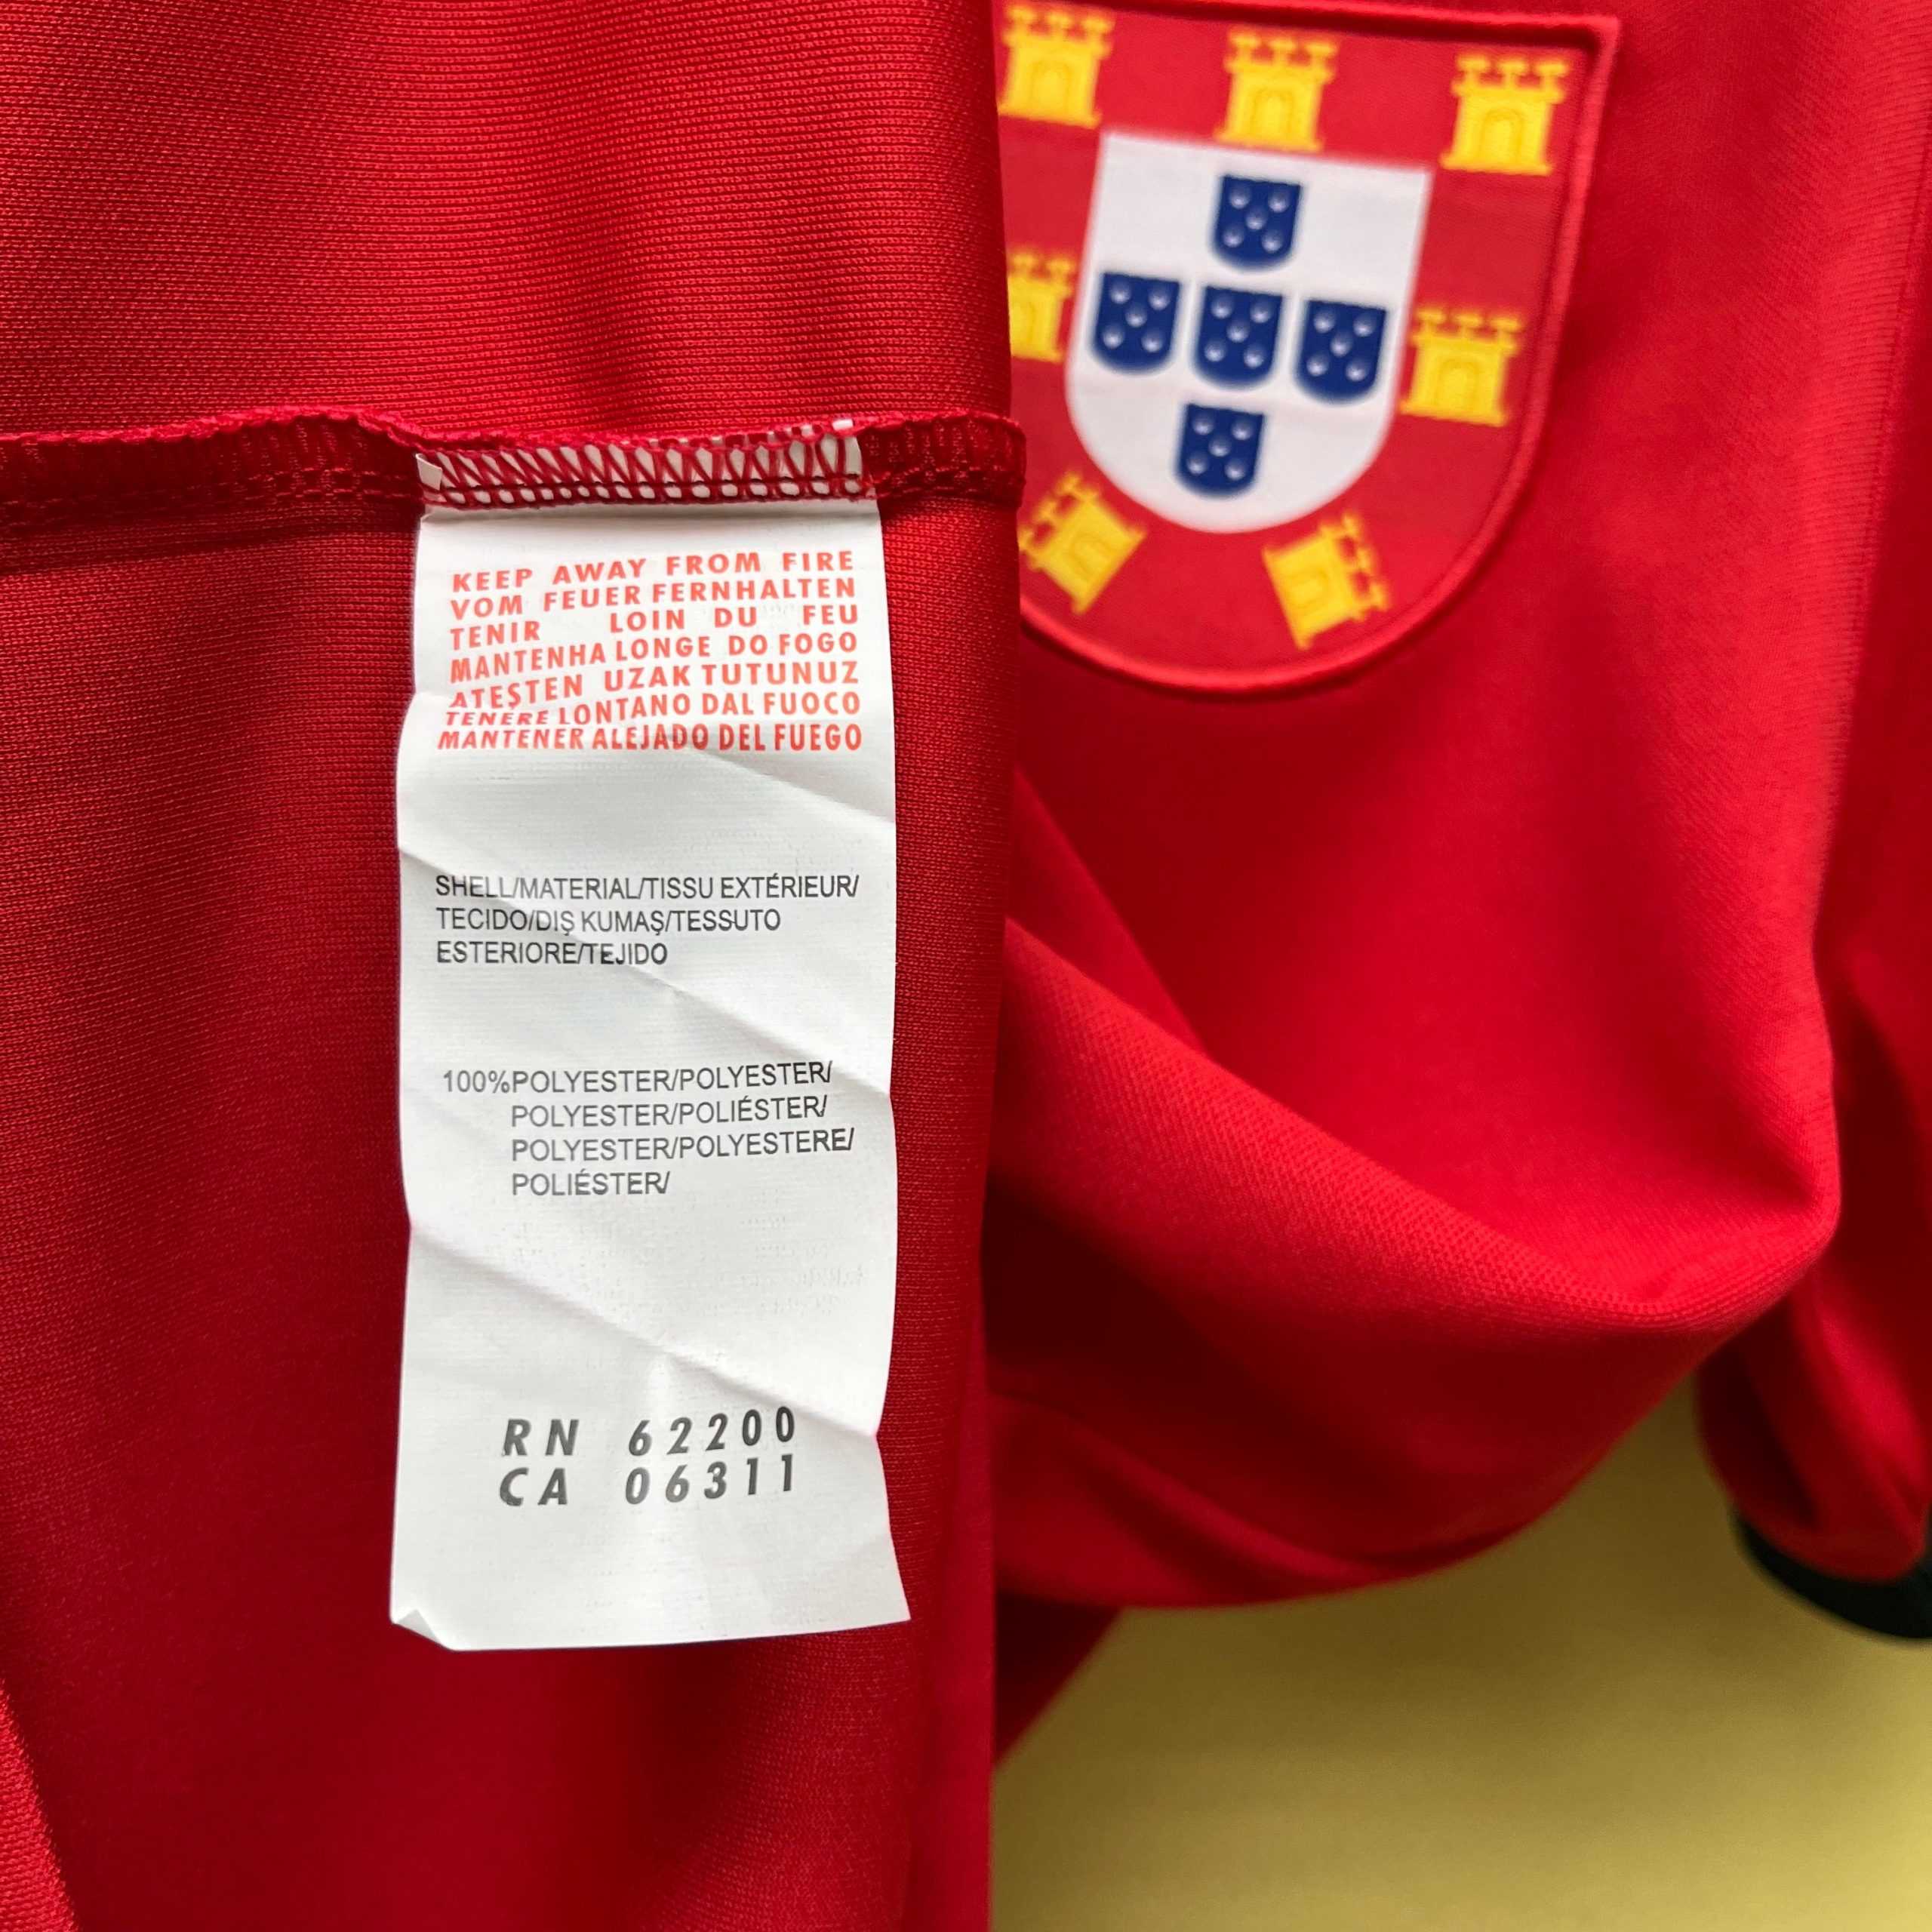 KEEP AWAY FROM FIRE
VOM FEUER FERNHALTEN
TENIR LOIN DU FEU
MANTENHA LONGE DO FOGO
ATEŞTEN UZAK TUTUNUZ
TENERE LONTANO DAL FUOCO
MANTENER ALEJADO DEL FUEGO
SHELL/MATERIAL/TISSU EXTÉRIEUR/
TECIDO/DIŞ KUMAŞ/TESSUTO
ESTERIORE/TEJIDO
100%POLYESTER/POLYESTER/
POLYESTER/POLIÉSTER/
POLYESTER/POLYESTERE/
POLIÉSTER/
RN 62200
CA 06311